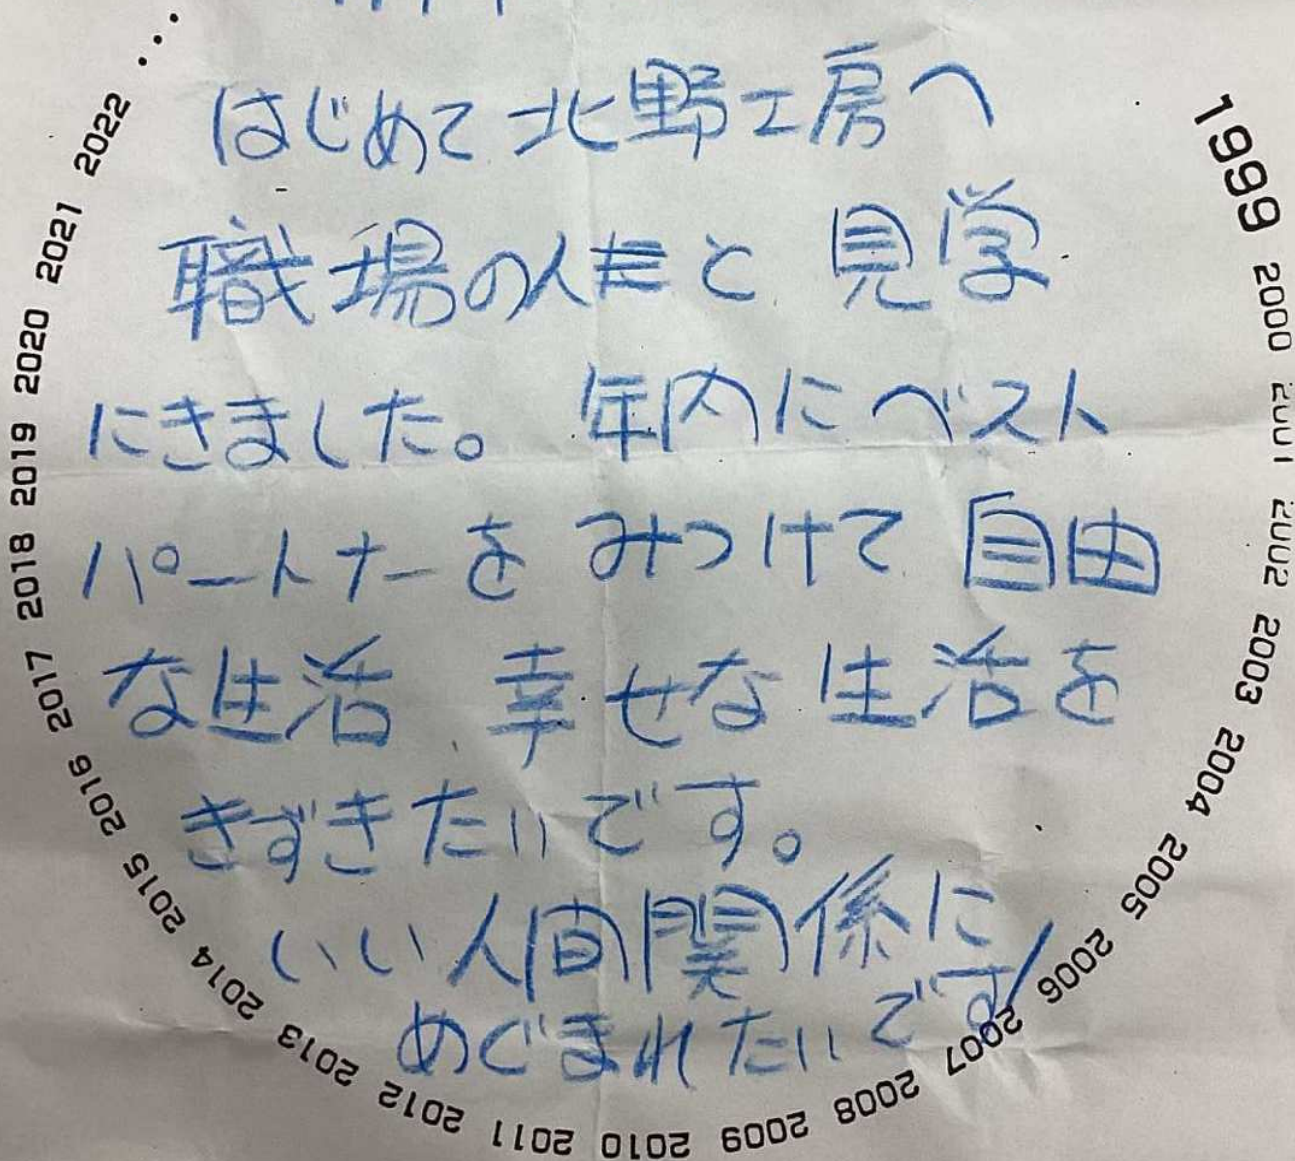 はじめて北野工房へ
職場の人と 見学
にきました。 年内にベスト
パートナーを みつけて 自由
な生活 幸せな生活を
きずきたいです。
いい人間関係に
めぐまれたいです
1999 2000 2001 2002 2003 2004 2005 2006 2007 2008 2009 2010 2011 2012 2013 2014 2015 2016 2017 2018 2019 2020 2021 2022 ...